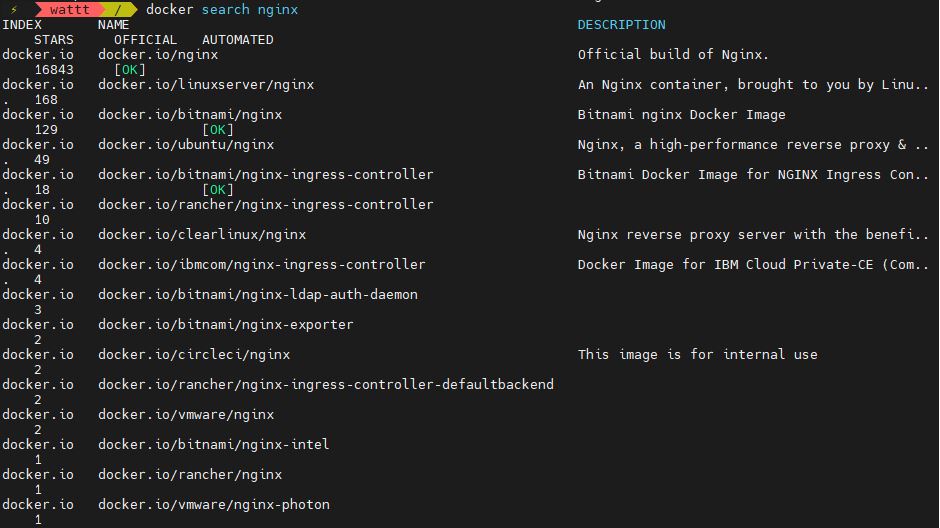 ⚡ wattt / docker search nginx
INDEX NAME DESCRIPTION
STARS OFFICIAL AUTOMATED
docker.io docker.io/nginx Official build of Nginx.
16843 [OK]
docker.io docker.io/linuxserver/nginx An Nginx container, brought to you by Linu..
. 168
docker.io docker.io/bitnami/nginx Bitnami nginx Docker Image
129 [OK]
docker.io docker.io/ubuntu/nginx Nginx, a high-performance reverse proxy & ..
. 49
docker.io docker.io/bitnami/nginx-ingress-controller Bitnami Docker Image for NGINX Ingress Con..
. 18 [OK]
docker.io docker.io/rancher/nginx-ingress-controller
10
docker.io docker.io/clearlinux/nginx Nginx reverse proxy server with the benefi..
. 4
docker.io docker.io/ibmcom/nginx-ingress-controller Docker Image for IBM Cloud Private-CE (Com..
. 4
docker.io docker.io/bitnami/nginx-ldap-auth-daemon
3
docker.io docker.io/bitnami/nginx-exporter
2
docker.io docker.io/circleci/nginx This image is for internal use
2
docker.io docker.io/rancher/nginx-ingress-controller-defaultbackend
2
docker.io docker.io/vmware/nginx
2
docker.io docker.io/bitnami/nginx-intel
1
docker.io docker.io/rancher/nginx
1
docker.io docker.io/vmware/nginx-photon
1